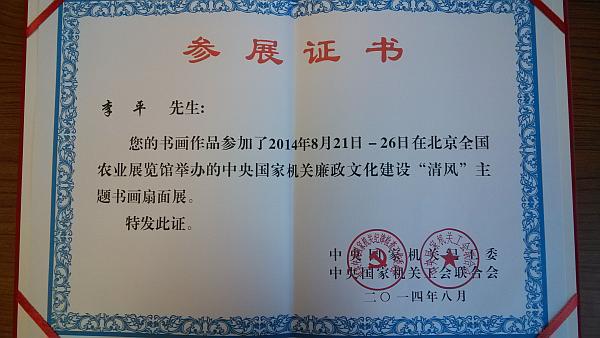 参展证书
李平 先生:
您的书画作品参加了2014年8月21日－26日在北京全国
农业展览馆举办的中央国家机关廉政文化建设“清风”主
题书画扇面展。
特发此证。
中央国家机关 工委
中央国家机关工会联合会
二〇一四年八月